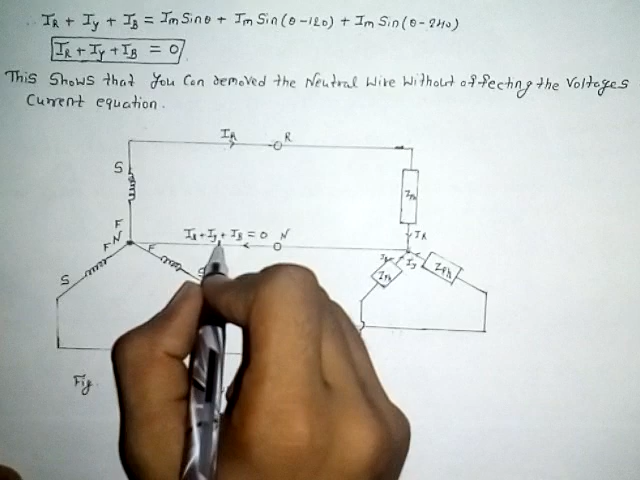 ∴ IR + Iy + IB = Im Sinθ + Im Sin(θ-120) + Im Sin(θ-240)
IR + Iy + IB = 0
This Shows that you Can removed the Neutral Wire Without affecting the Voltages
Current equation.
IR R
S
Zph
F
N
IR + Iy + IB = 0 N
IR
F F
Iy
S S
Zph Zph
Fig.